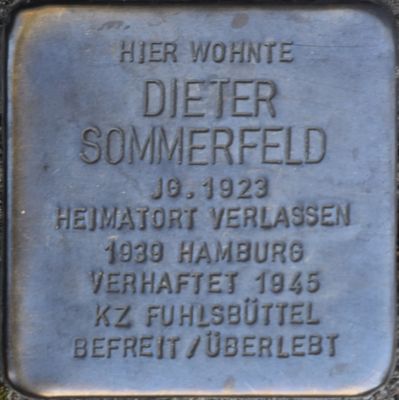 HIER WOHNTE
DIETER
SOMMERFELD
JG. 1923
HEIMATORT VERLASSEN
1939 HAMBURG
VERHAFTET 1945
KZ FUHLSBÜTTEL
BEFREIT/ÜBERLEBT